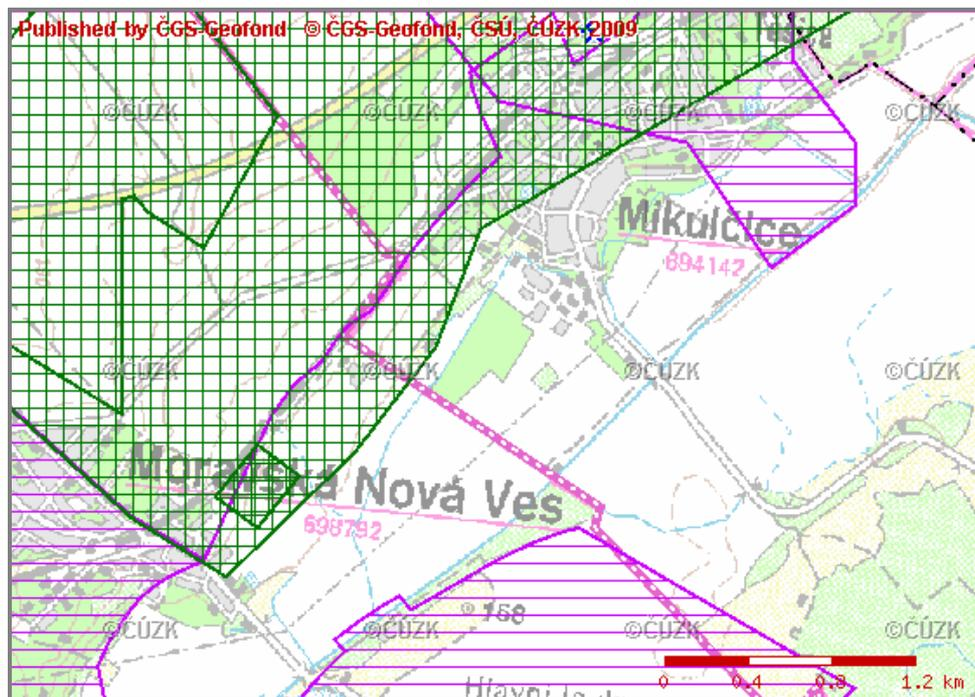 Published by ČGS-Geofond © ČGS-Geofond, ČSÚ, ČÚZK 2009
©ČÚZK ©ČÚZK ©ČÚZK ©ČÚZK
Mikulčice
694142
©ČÚZK ©ČÚZK ©ČÚZK ©ČÚZK
Moravská Nová Ves
698792
158
©ČÚZK ©ČÚZK ©ČÚZK ©ČÚZK
0 0.4 0.8 1.2 km